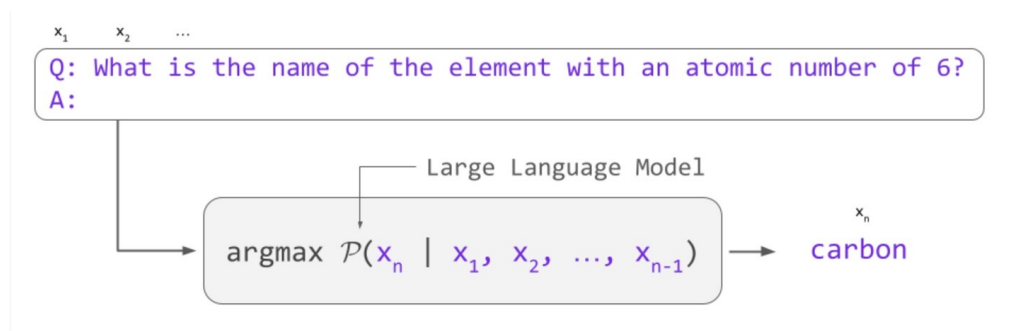 x₁ x₂ ...
Q: What is the name of the element with an atomic number of 6?
A:
Large Language Model
argmax 𝒫(xₙ | x₁, x₂, ..., xₙ₋₁)
xₙ
carbon